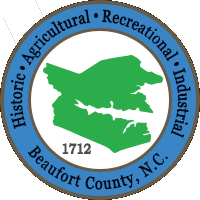 Historic • Agricultural • Recreational • Industrial
1712
Beaufort County, N.C.